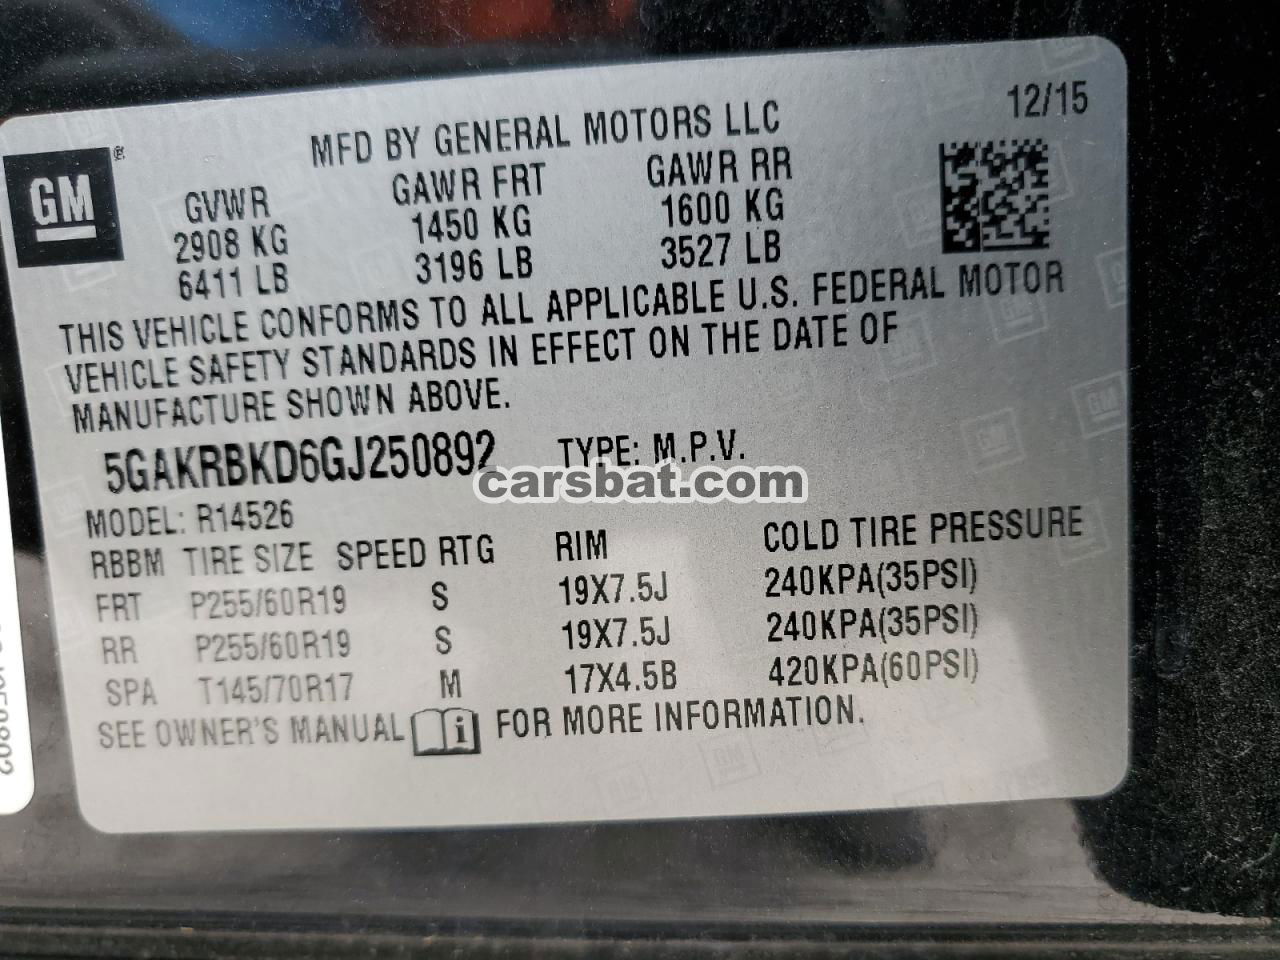 12/15
MFD BY GENERAL MOTORS LLC
GM ®
GVWR GAWR FRT GAWR RR
2908 KG 1450 KG 1600 KG
6411 LB 3196 LB 3527 LB
THIS VEHICLE CONFORMS TO ALL APPLICABLE U.S. FEDERAL MOTOR
VEHICLE SAFETY STANDARDS IN EFFECT ON THE DATE OF
MANUFACTURE SHOWN ABOVE.
5GAKRBKD6GJ250892 TYPE: M.P.V.
carsbat.com
MODEL: R14526
RBBM TIRE SIZE SPEED RTG RIM COLD TIRE PRESSURE
FRT P255/60R19 S 19X7.5J 240KPA(35PSI)
RR P255/60R19 S 19X7.5J 240KPA(35PSI)
SPA T145/70R17 M 17X4.5B 420KPA(60PSI)
SEE OWNER'S MANUAL i FOR MORE INFORMATION.